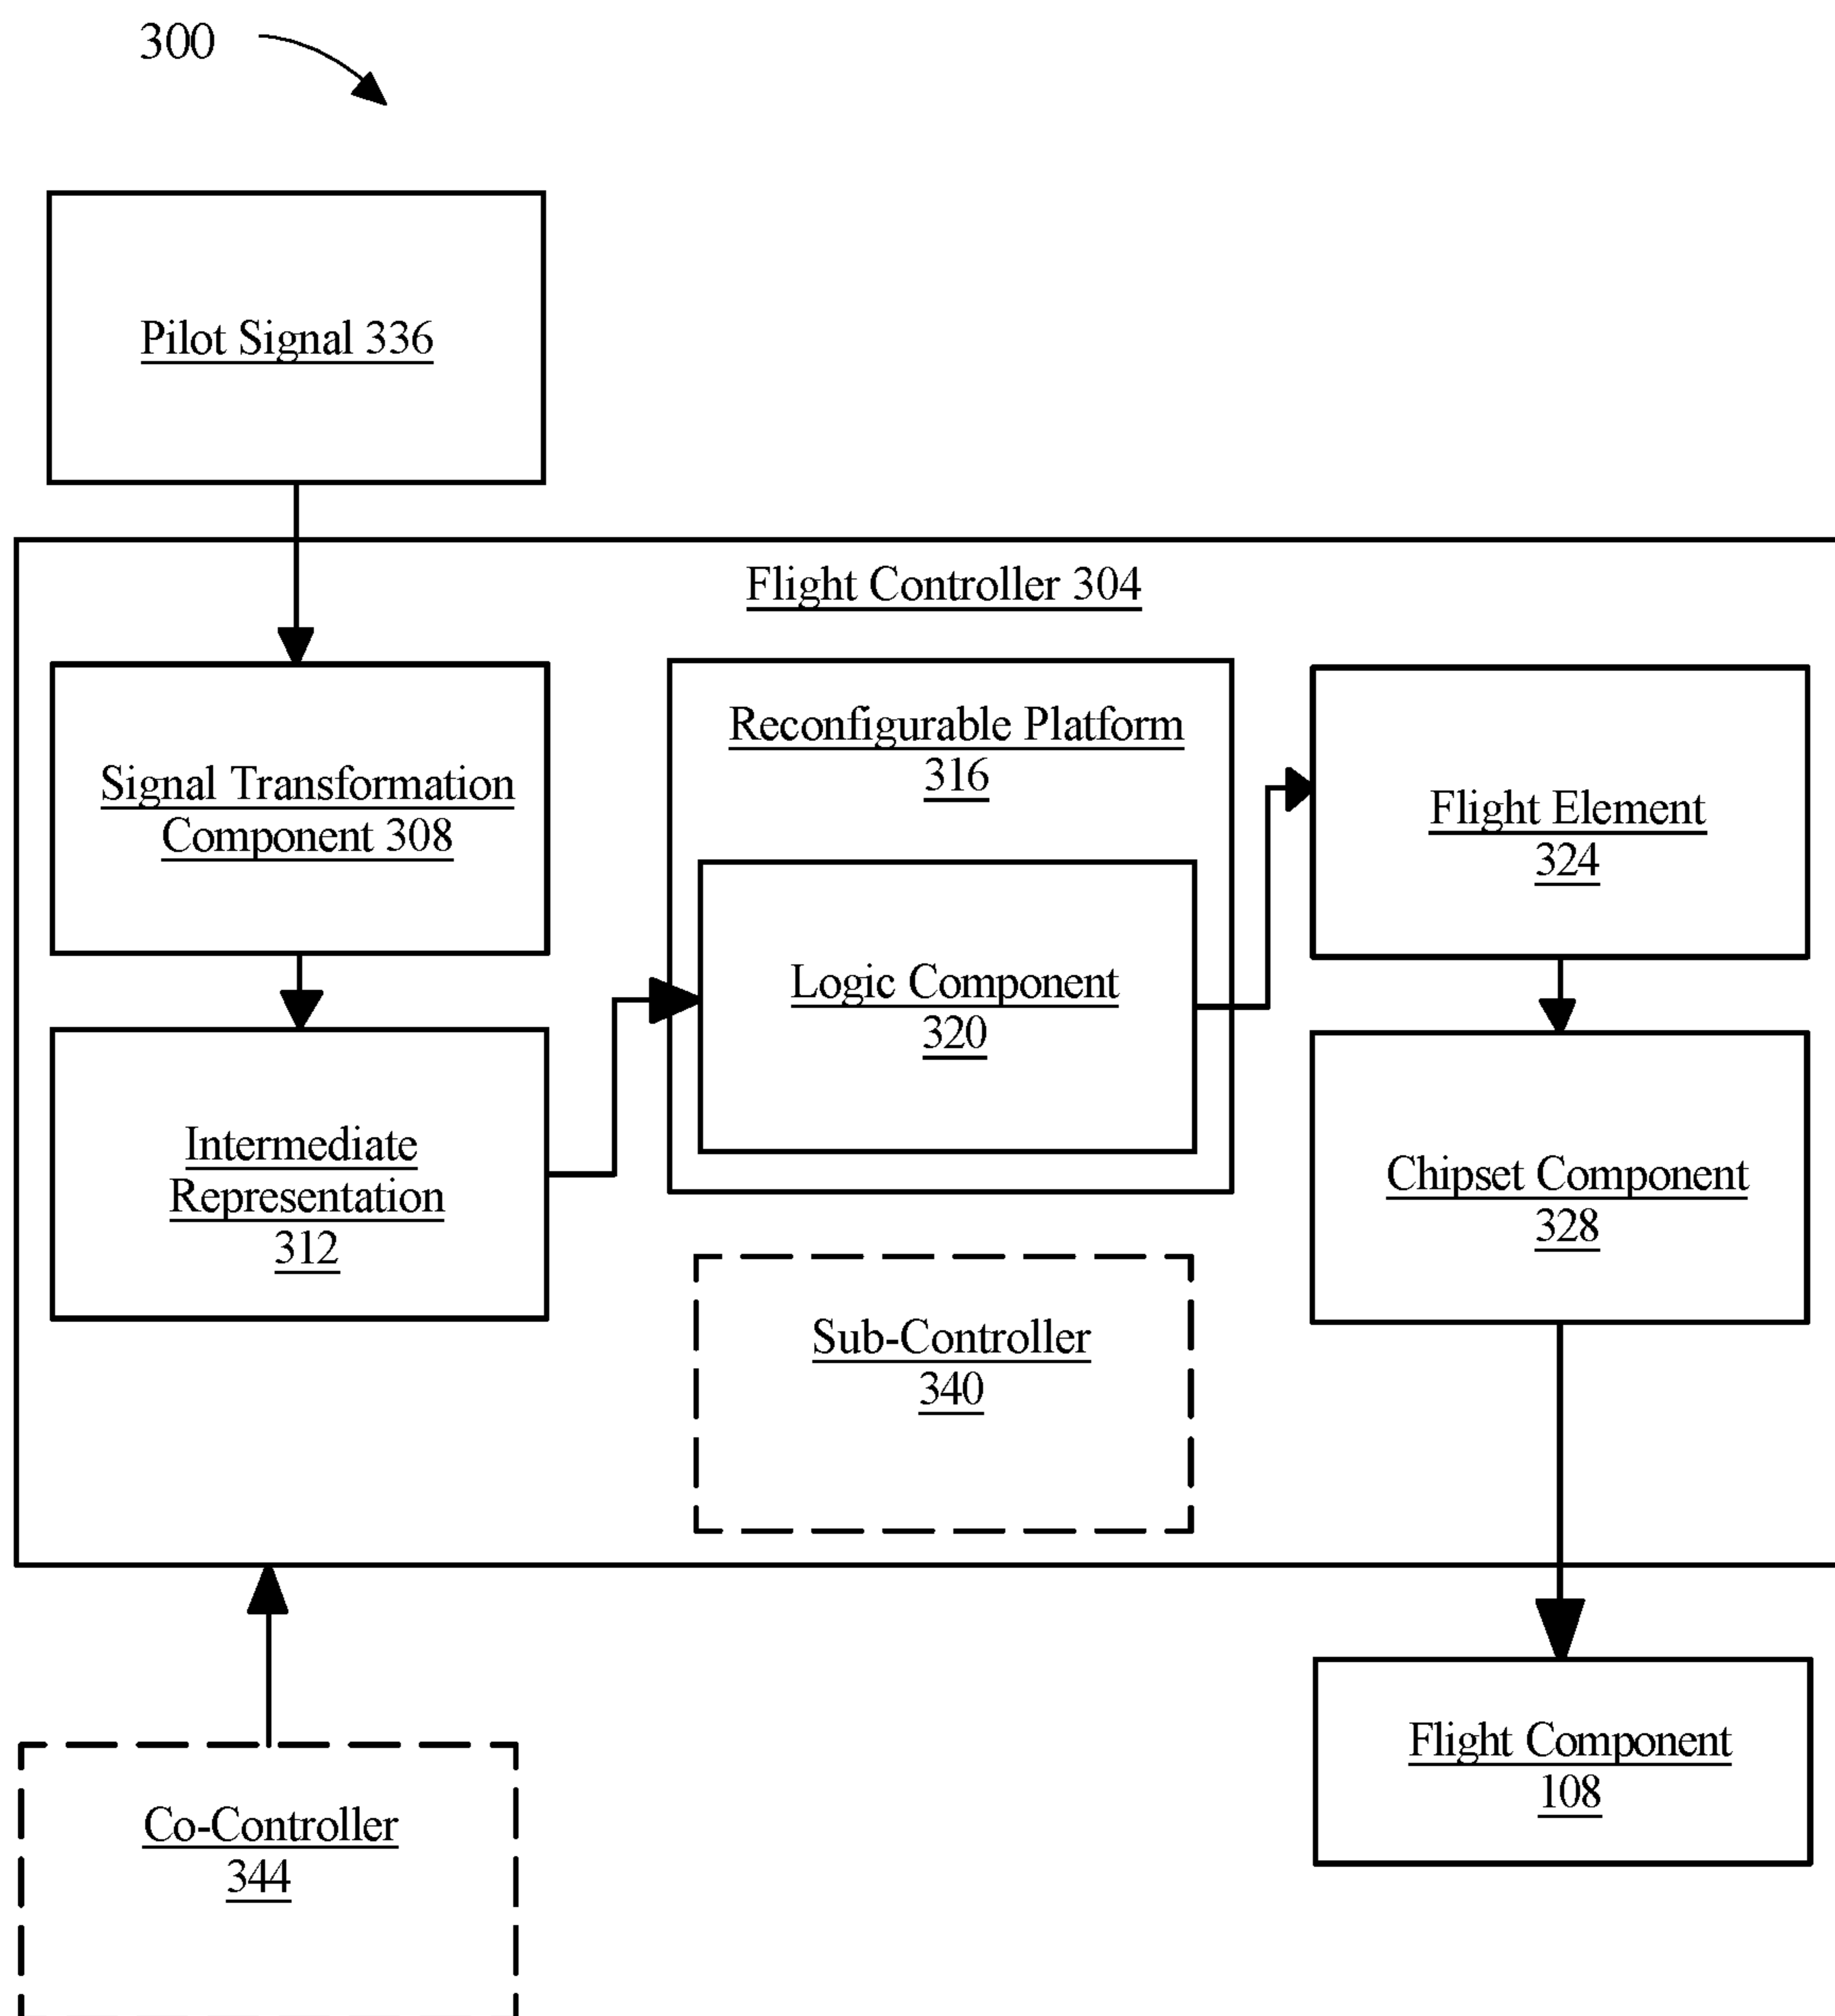 300
Pilot Signal 336
Flight Controller 304
Signal Transformation
Component 308
Intermediate
Representation
312
Reconfigurable Platform
316
Logic Component
320
Sub-Controller
340
Flight Element
324
Chipset Component
328
Co-Controller
344
Flight Component
108